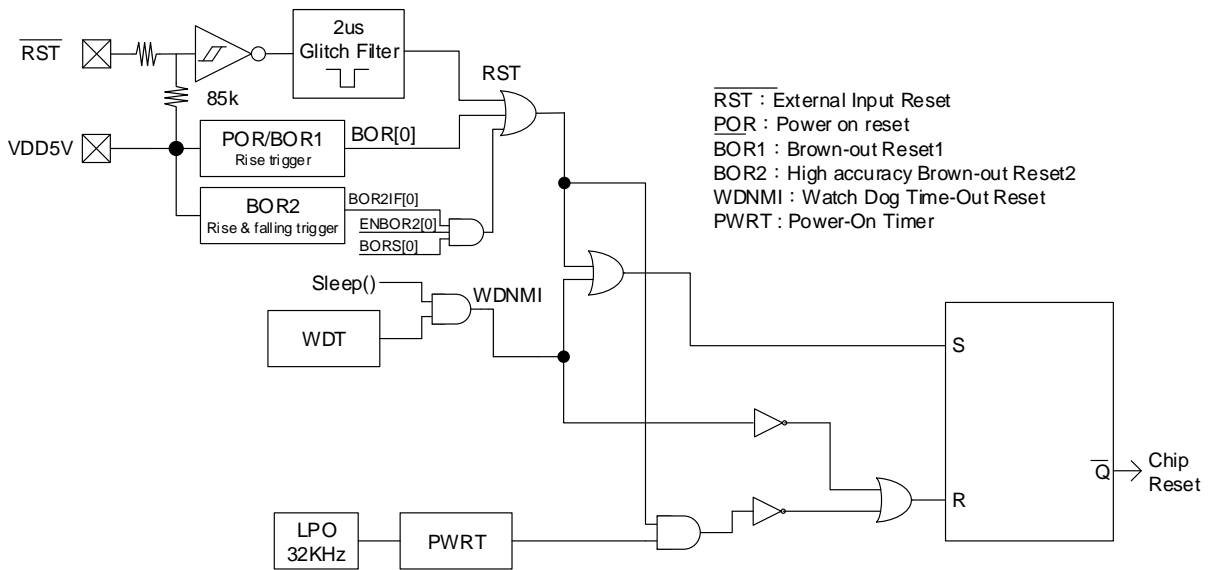 RST
2us
Glitch Filter
85k
VDD5V
POR/BOR1
Rise trigger
BOR[0]
RST
BOR2
Rise & falling trigger
BOR2IF[0]
ENBOR2[0]
BORS[0]
RST：External Input Reset
POR：Power on reset
BOR1：Brown-out Reset1
BOR2：High accuracy Brown-out Reset2
WDNMI：Watch Dog Time-Out Reset
PWRT : Power-On Timer
Sleep()
WDT
WDNMI
S
R
Q
Chip
Reset
LPO
32KHz
PWRT